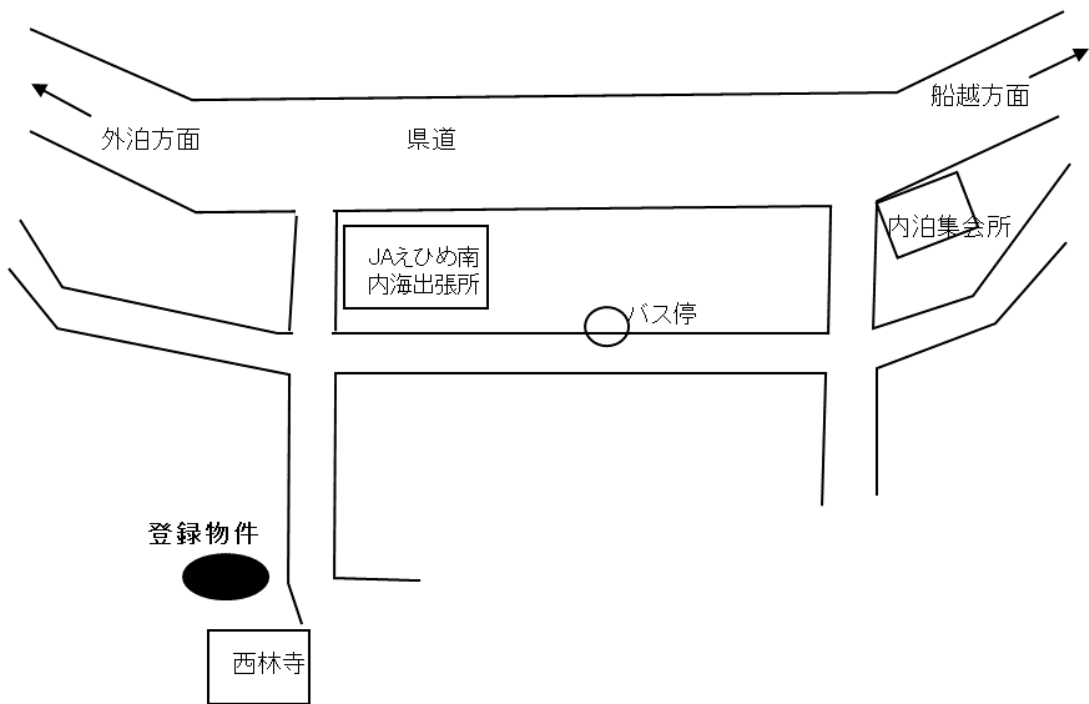 船越方面
外泊方面
県道
内泊集会所
JAえひめ南
内海出張所
バス停
登録物件
西林寺